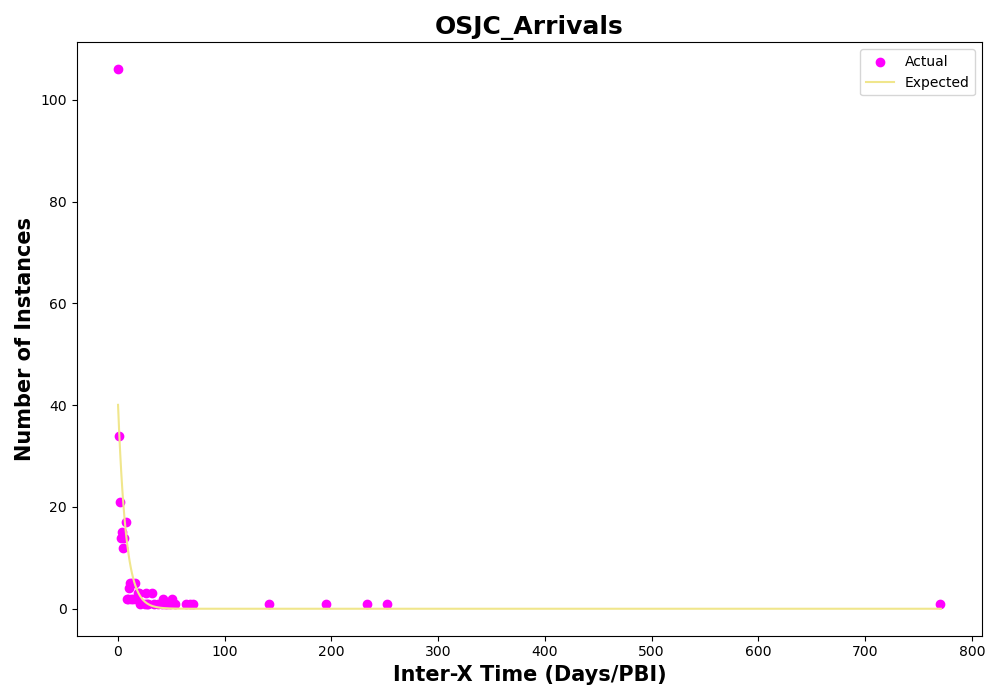 OSJC_Arrivals
Actual
Expected
Number of Instances
100
80
60
40
20
0
0 100 200 300 400 500 600 700 800
Inter-X Time (Days/PBI)